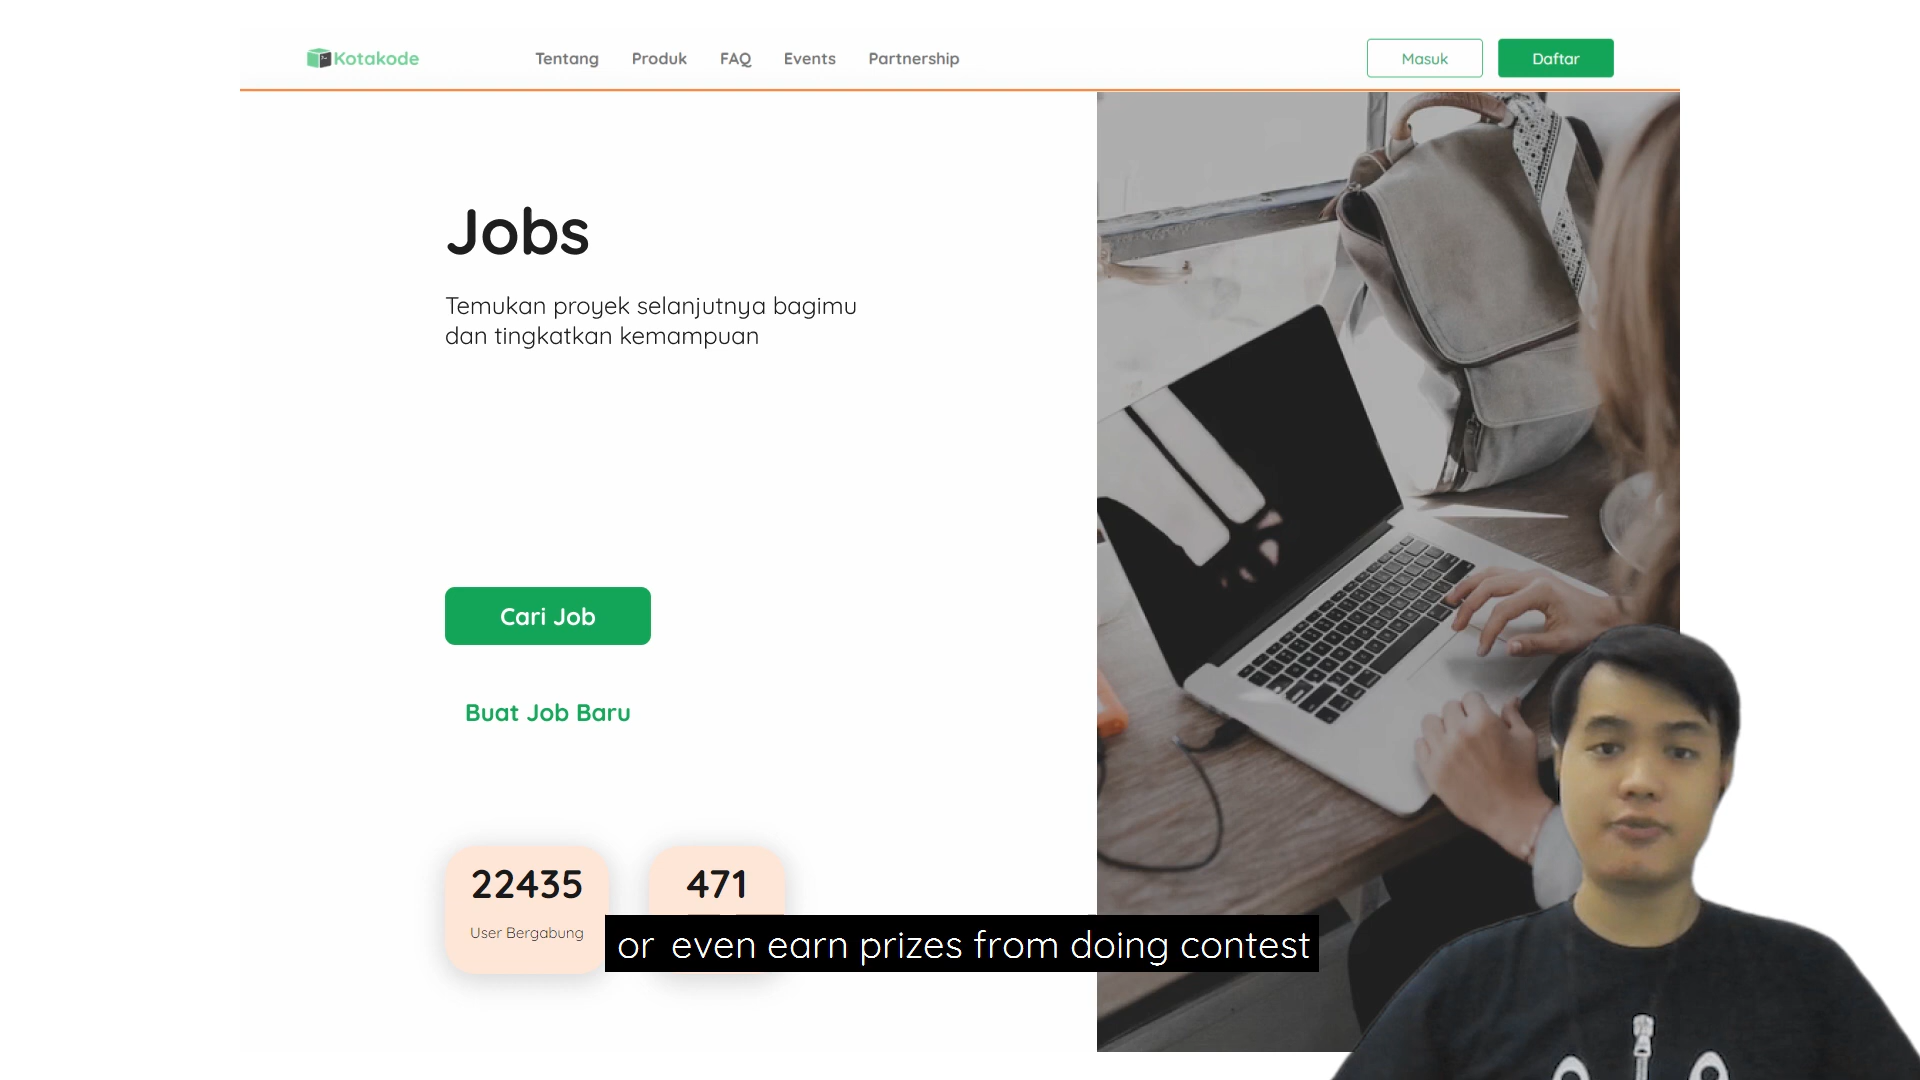 Kotakode
Tentang
Produk
FAQ
Events
Partnership
Masuk
Daftar
Jobs
Temukan proyek selanjutnya bagimu
dan tingkatkan kemampuan
Cari Job
Buat Job Baru
22435
User Bergabung
471
or even earn prizes from doing contest